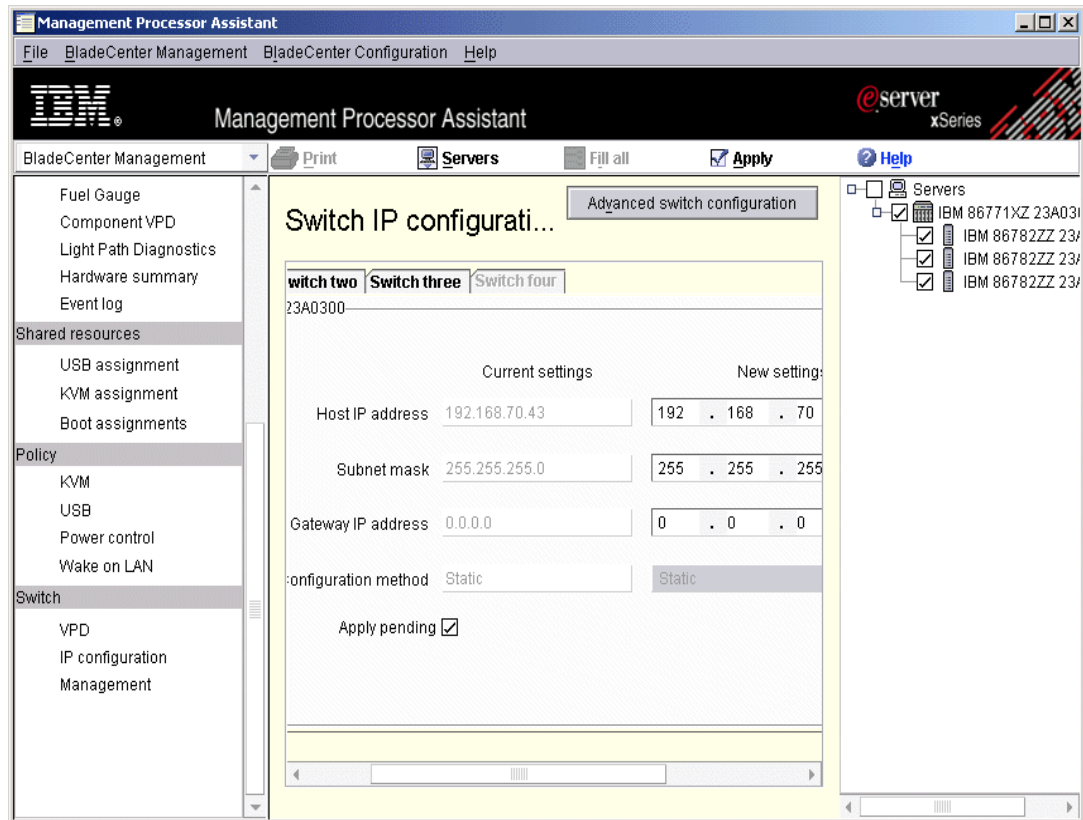 Management Processor Assistant
File BladeCenter Management BladeCenter Configuration Help
IBM®
Management Processor Assistant
eserver
xSeries
BladeCenter Management
Print
Servers
Fill all
Apply
Help
Fuel Gauge
Component VPD
Light Path Diagnostics
Hardware summary
Event log
Shared resources
USB assignment
KVM assignment
Boot assignments
Policy
KVM
USB
Power control
Wake on LAN
Switch
VPD
IP configuration
Management
Switch IP configurati...
Advanced switch configuration
witch two Switch three Switch four
23A0300
Current settings New settings
Host IP address 192.168.70.43 192 . 168 . 70
Subnet mask 255.255.255.0 255 . 255 . 255
Gateway IP address 0.0.0.0 0 . 0 . 0
onfiguration method Static Static
Apply pending
Servers
IBM 86771XZ 23A03
IBM 86782ZZ 23
IBM 86782ZZ 23
IBM 86782ZZ 23